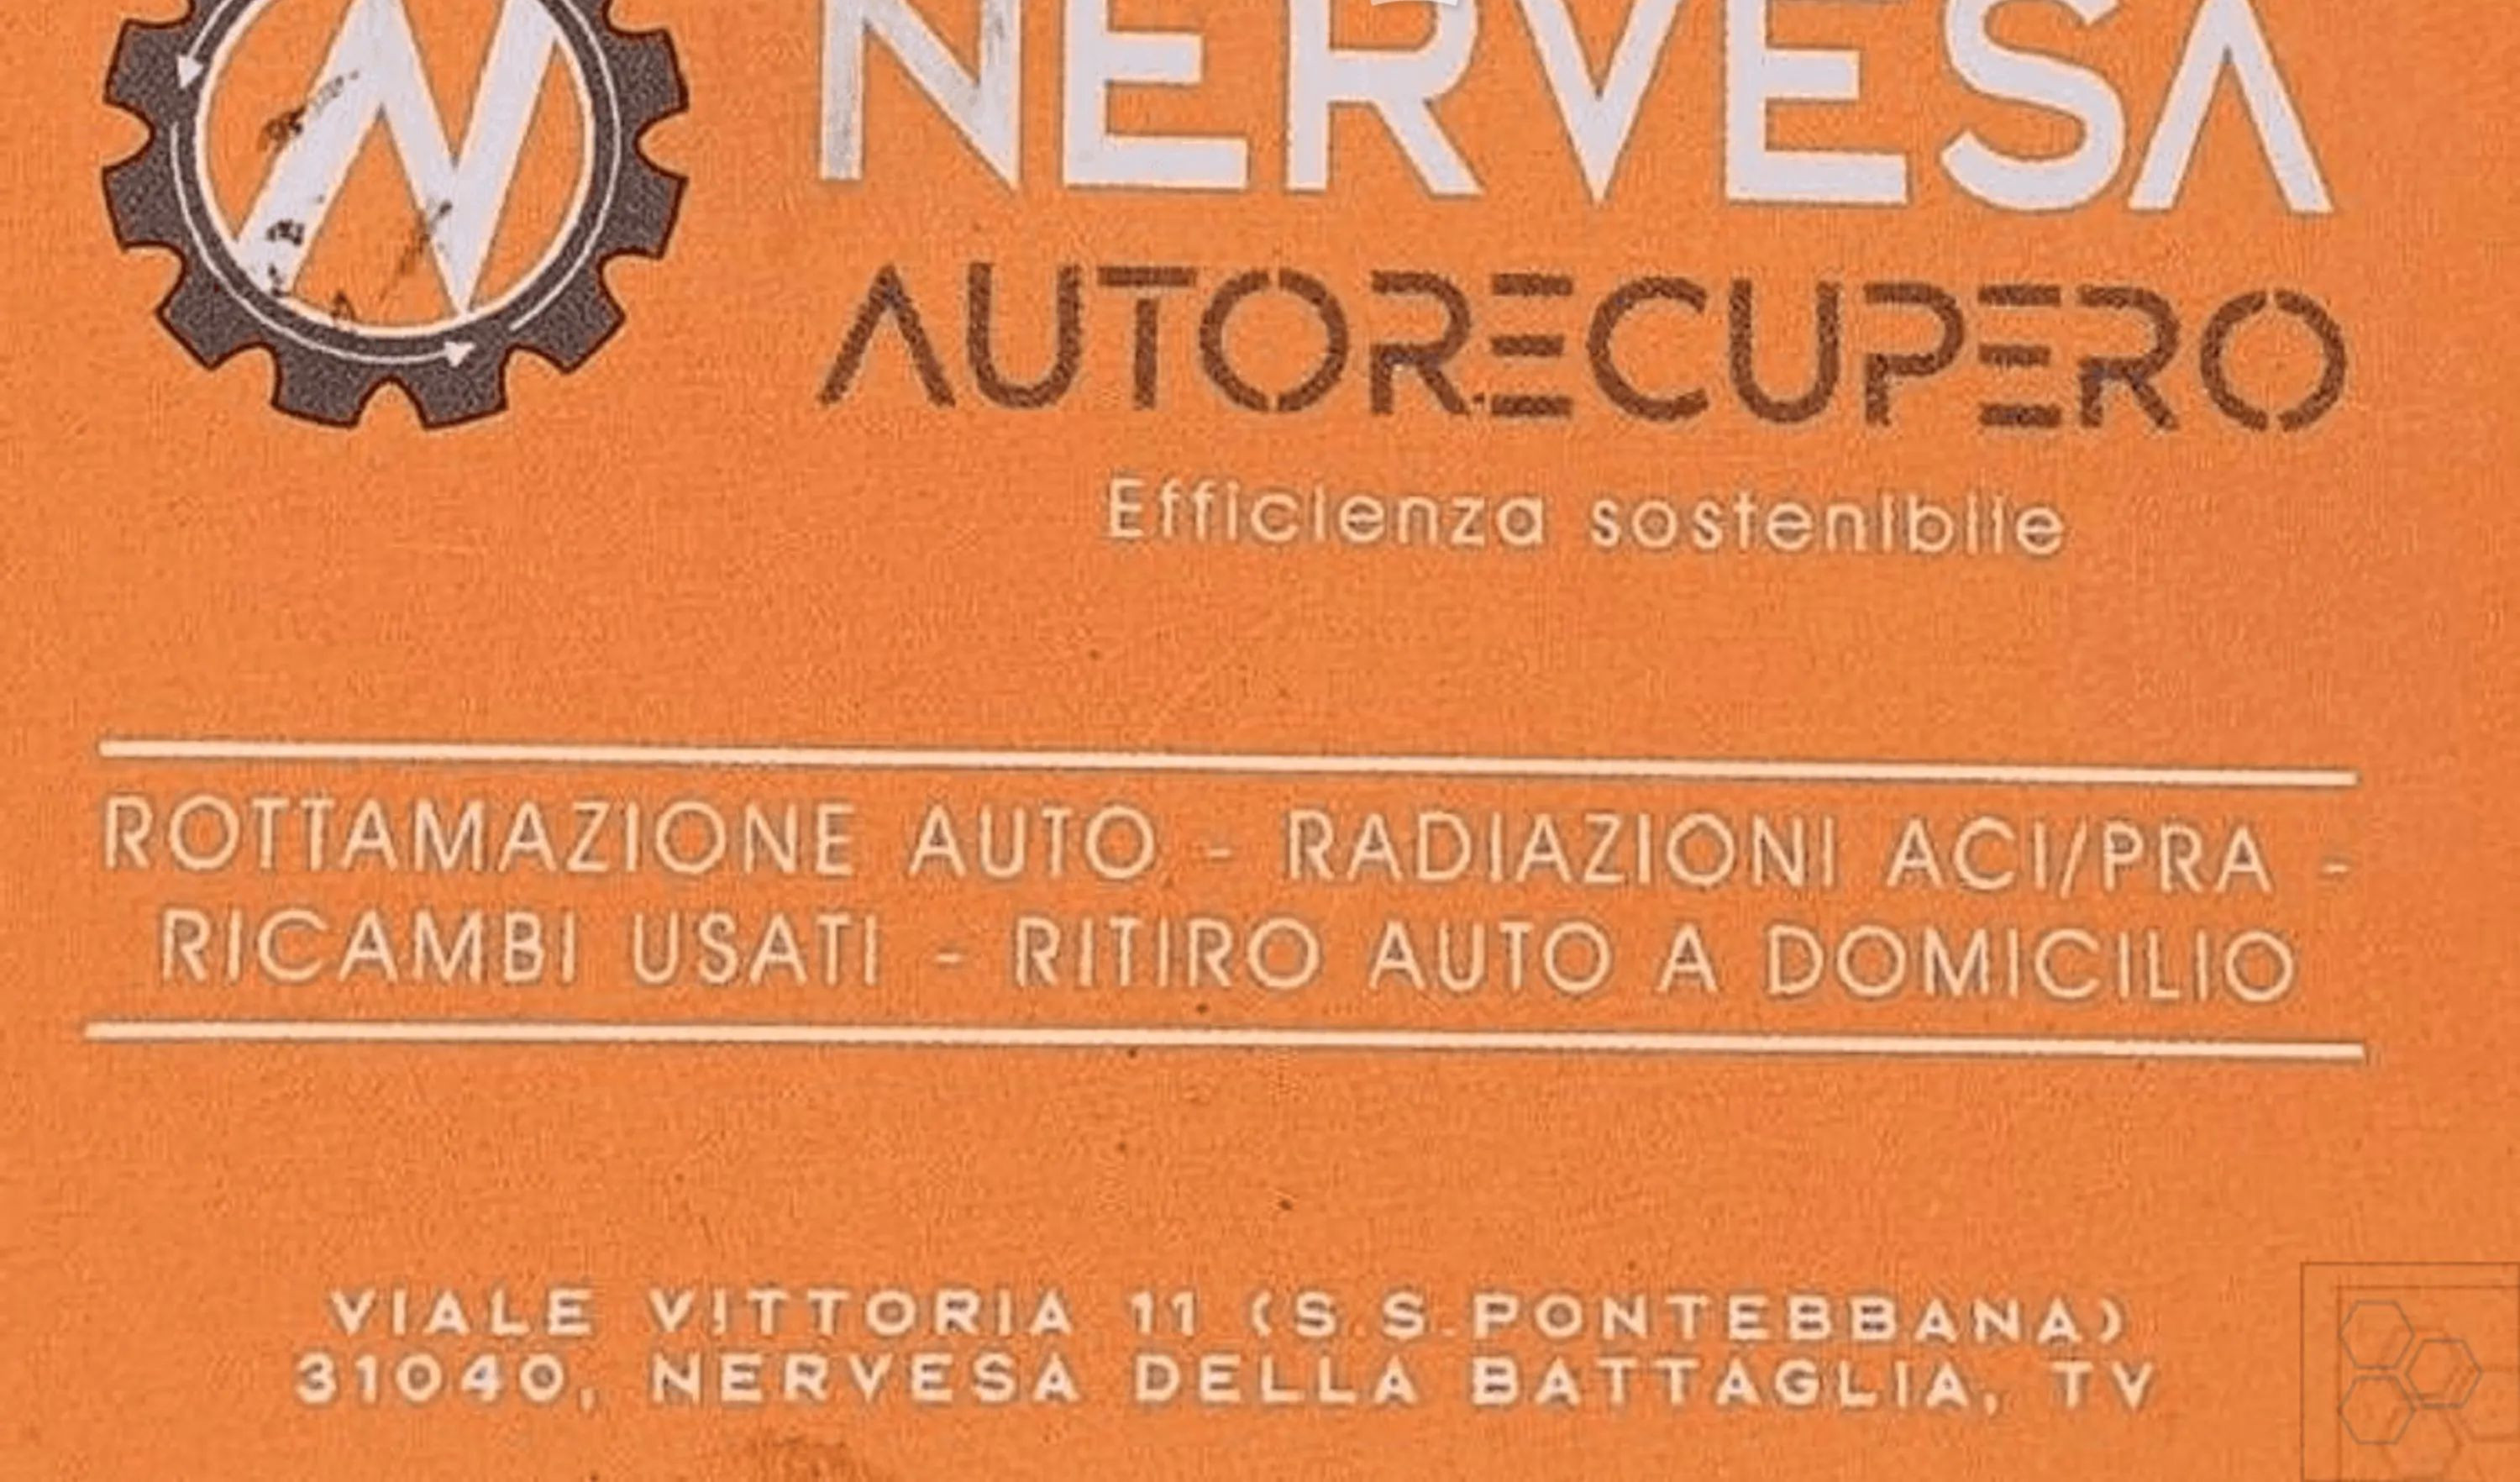 N
NERVESA
AUTORECUPERO
Efficienza sostenibile
ROTTAMAZIONE AUTO - RADIAZIONI ACI/PRA -
RICAMBI USATI - RITIRO AUTO A DOMICILIO
VIALE VITTORIA 11 (S.S.PONTEBBANA)
31040, NERVESA DELLA BATTAGLIA, TV